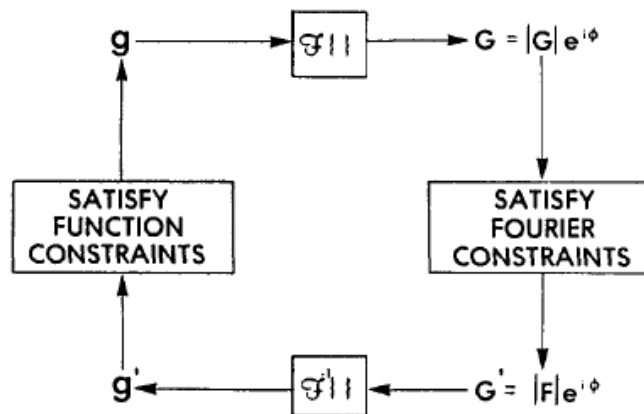 g
ℱ{ }
G = |G| e^{iϕ}
SATISFY
FUNCTION
CONSTRAINTS
SATISFY
FOURIER
CONSTRAINTS
g'
ℱ⁻¹{ }
G' = |F| e^{iϕ}